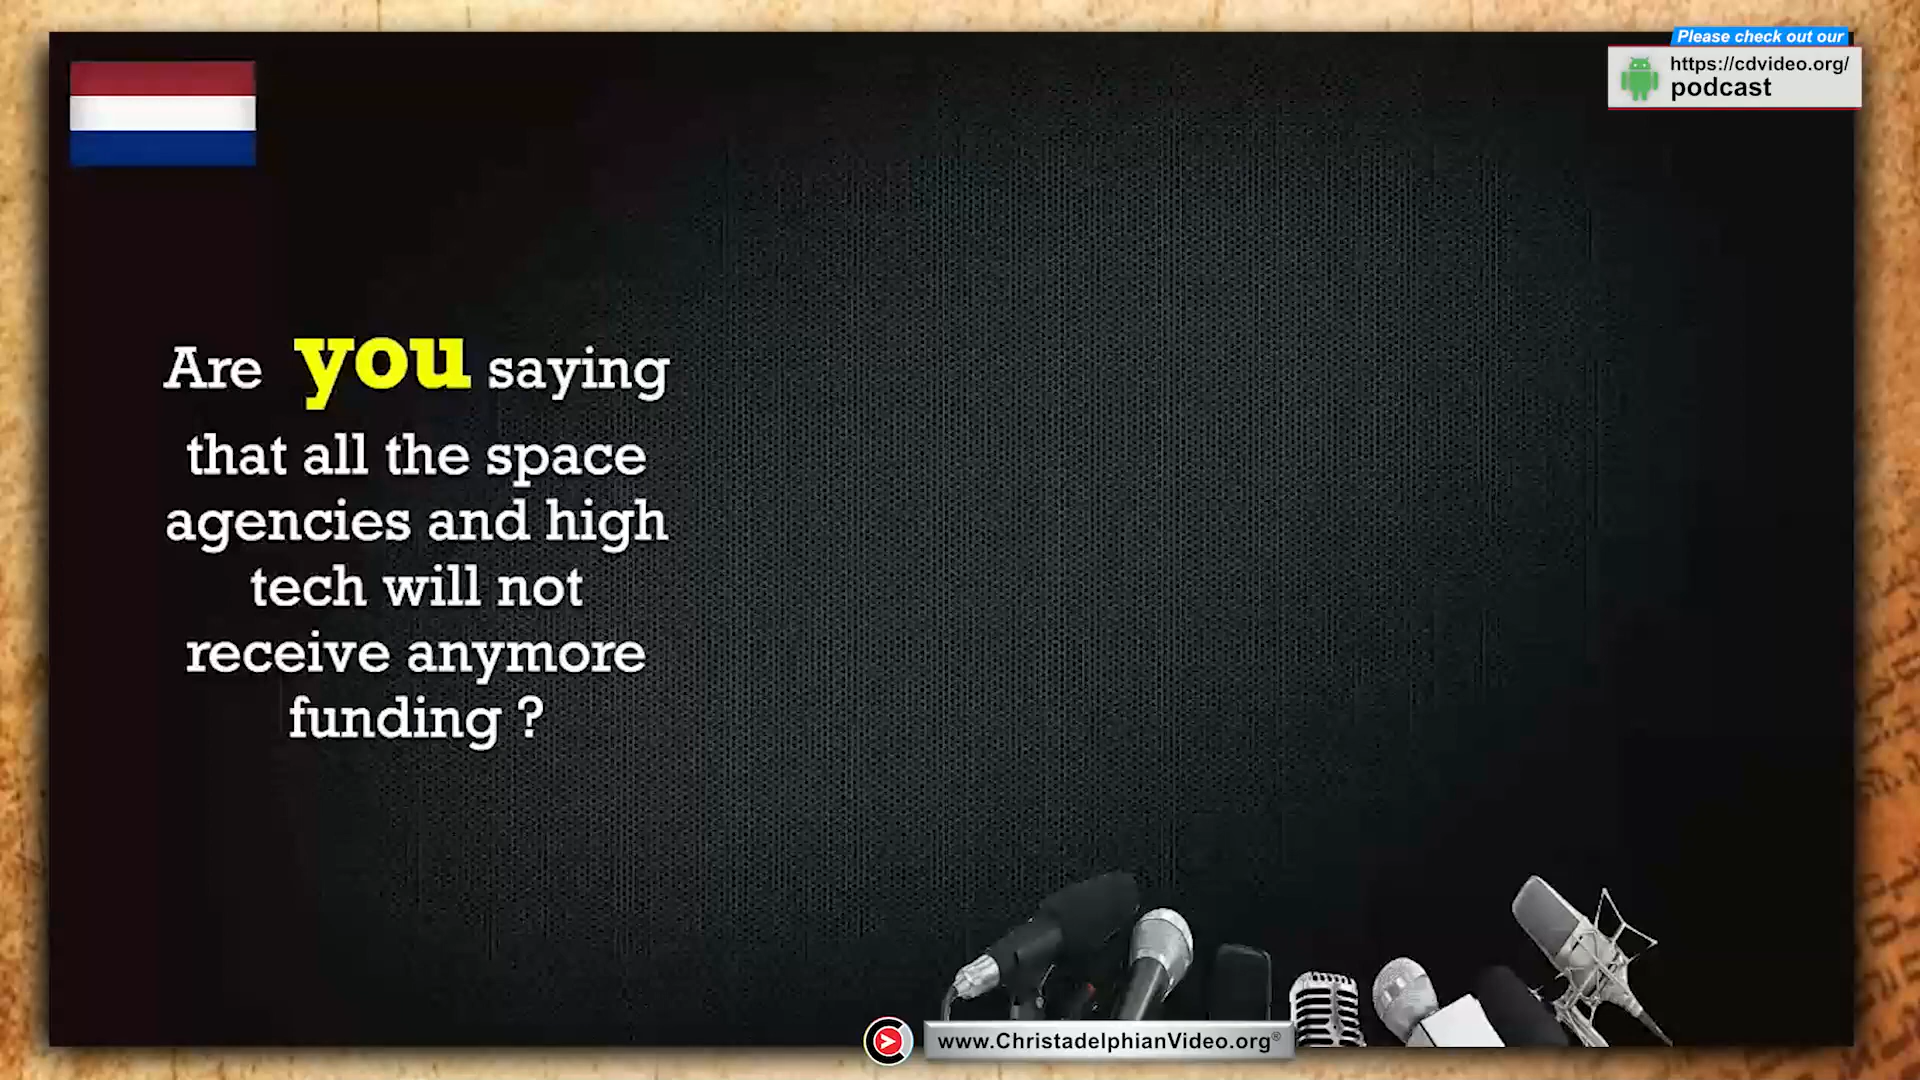 Please check out our
https://cdvideo.org/
podcast
Are you saying
that all the space
agencies and high
tech will not
receive anymore
funding ?
www.ChristadelphianVideo.org®